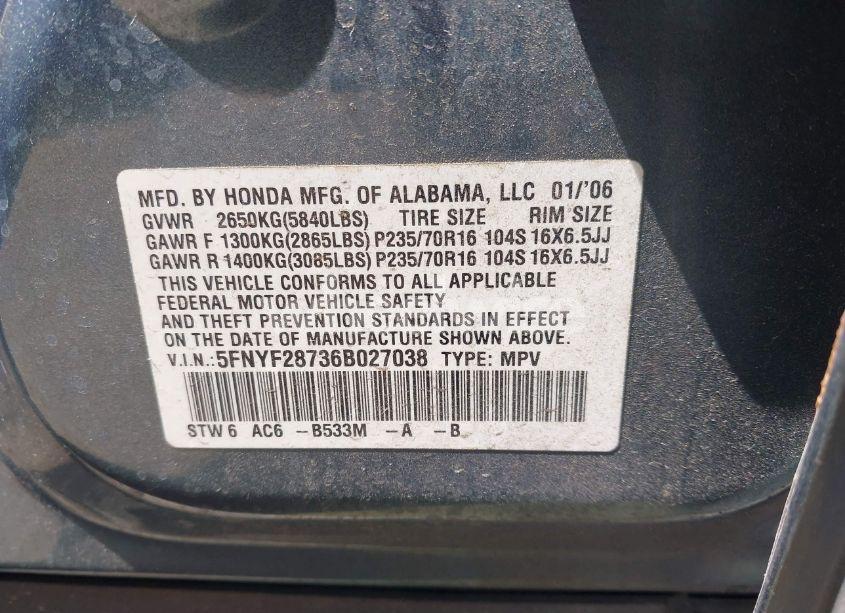 MFD. BY HONDA MFG. OF ALABAMA, LLC 01/'06
GVWR 2650KG(5840LBS) TIRE SIZE RIM SIZE
GAWR F 1300KG(2865LBS) P235/70R16 104S 16X6.5JJ
GAWR R 1400KG(3085LBS) P235/70R16 104S 16X6.5JJ
THIS VEHICLE CONFORMS TO ALL APPLICABLE
FEDERAL MOTOR VEHICLE SAFETY
AND THEFT PREVENTION STANDARDS IN EFFECT
ON THE DATE OF MANUFACTURE SHOWN ABOVE.
V.I.N.:5FNYF28736B027038 TYPE: MPV
STW6 AC6 -B533M -A -B